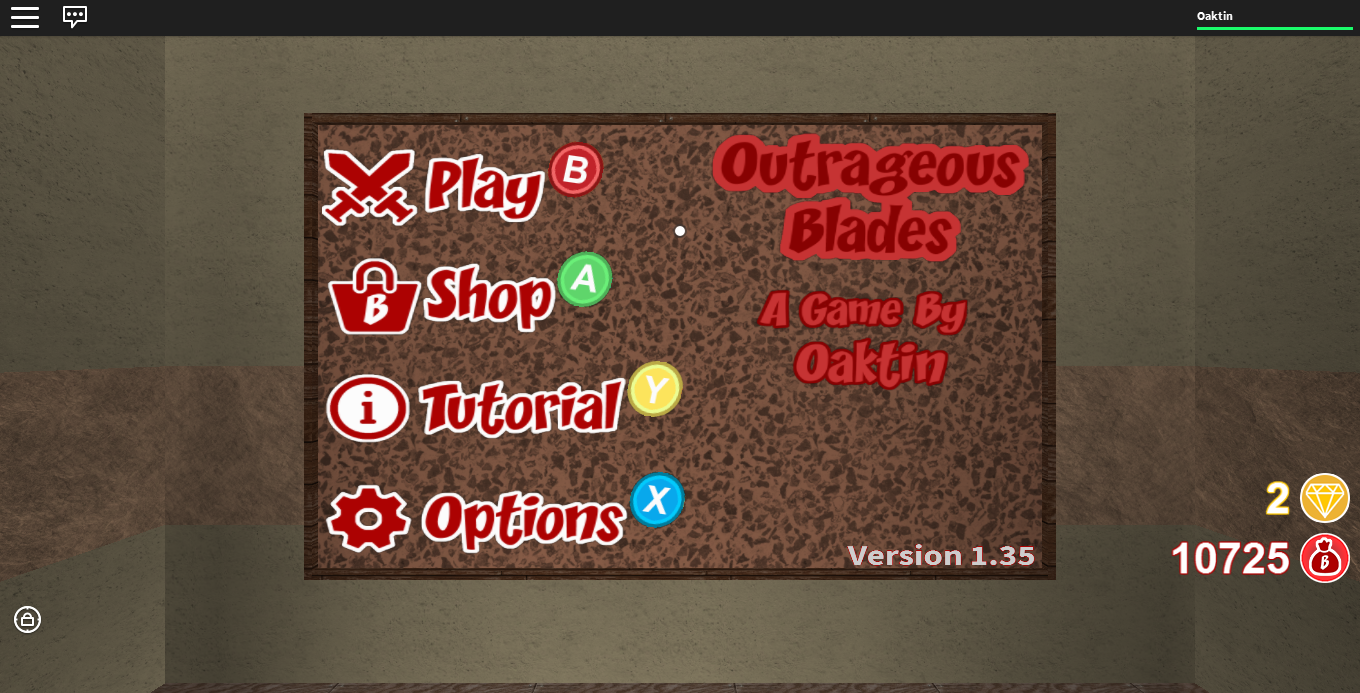 Oaktin
Play B
Outrageous
Blades
Shop A
B
A Game By
Oaktin
Tutorial Y
i
Options X
Version 1.35
2
10725
B